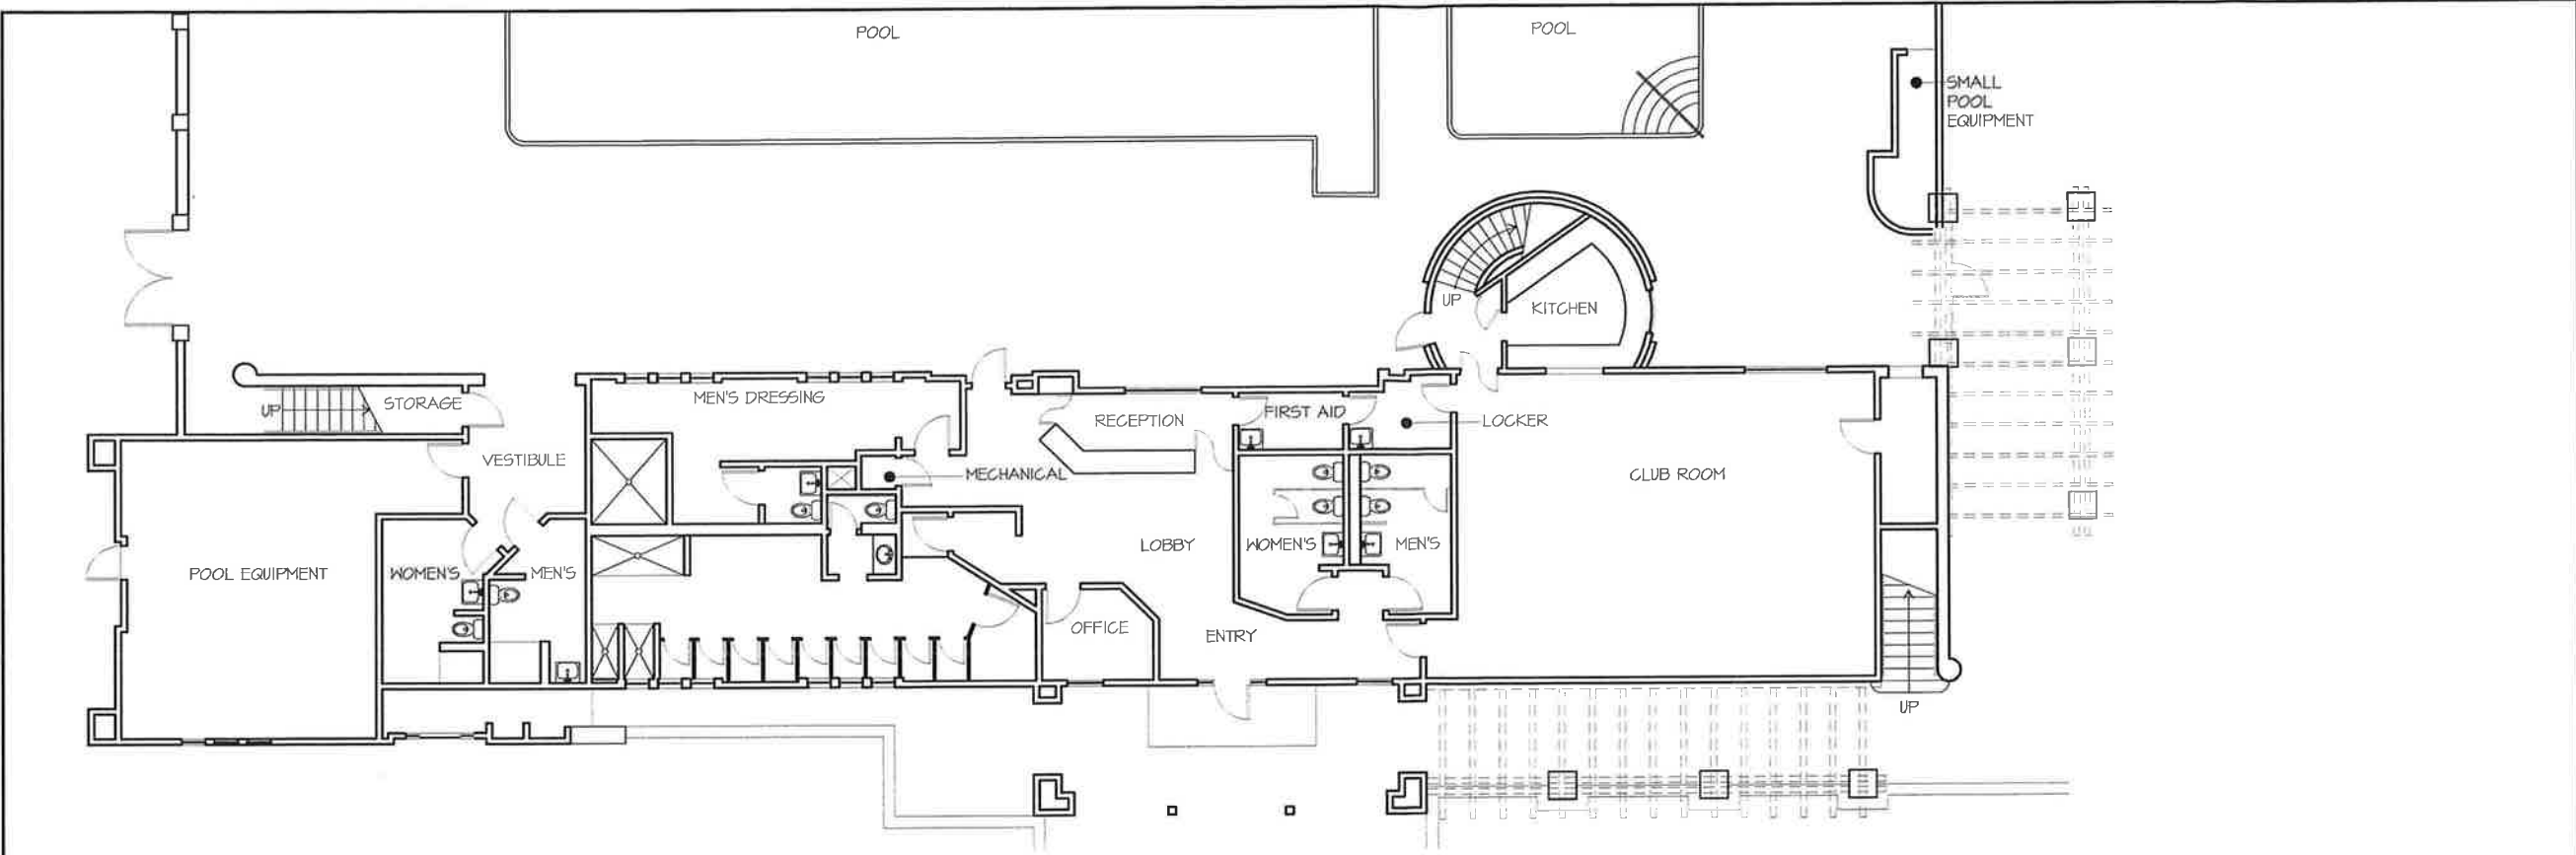 POOL
POOL
SMALL
POOL
EQUIPMENT
UP
KITCHEN
UP
STORAGE
MEN'S DRESSING
RECEPTION
FIRST AID
LOCKER
VESTIBULE
MECHANICAL
CLUB ROOM
POOL EQUIPMENT
WOMEN'S
MEN'S
LOBBY
WOMEN'S
MEN'S
OFFICE
ENTRY
UP